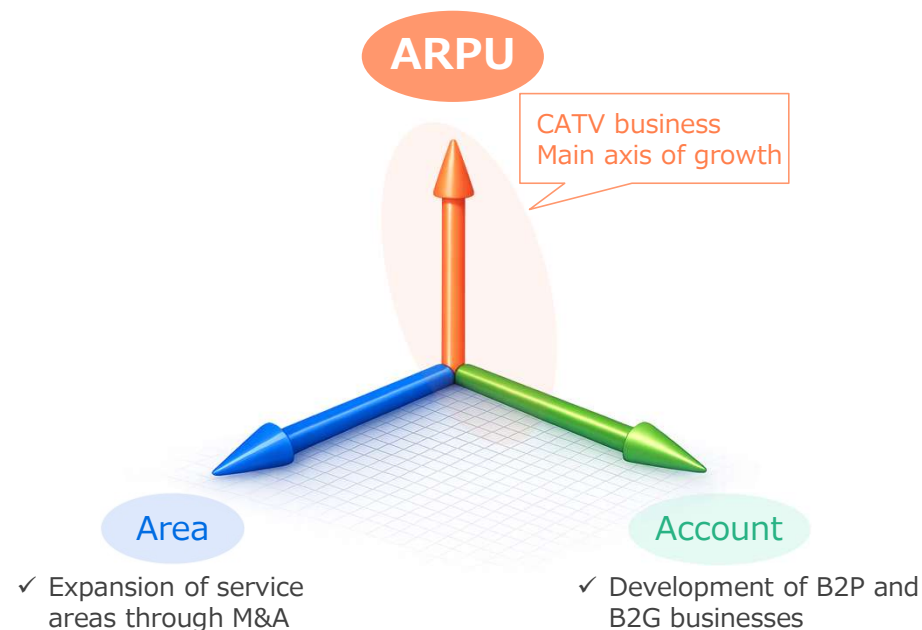 ARPU
CATV business
Main axis of growth
Area
✓ Expansion of service
areas through M&A
Account
✓ Development of B2P and
B2G businesses